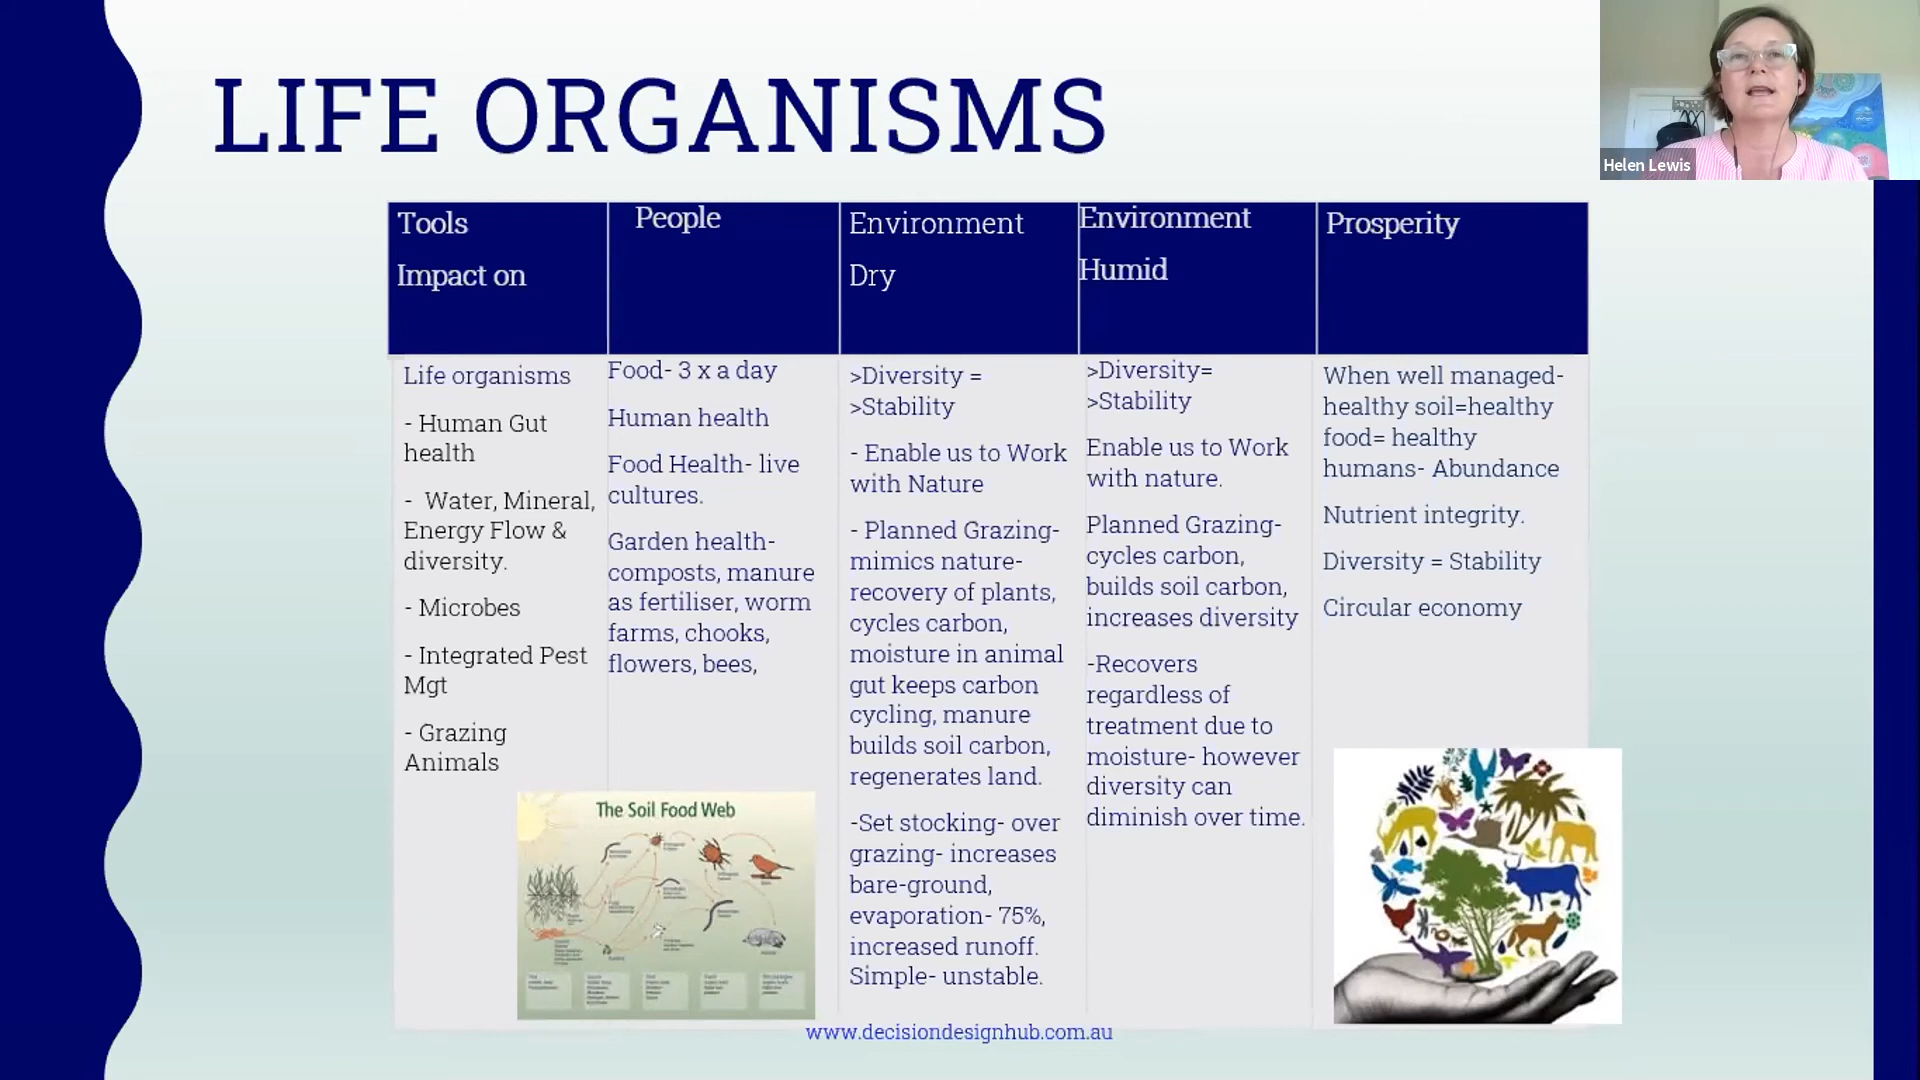 LIFE ORGANISMS
Helen Lewis
Tools
Impact on
People
Environment
Dry
Environment
Humid
Prosperity
Life organisms
- Human Gut
health
- Water, Mineral,
Energy Flow &
diversity.
- Microbes
- Integrated Pest
Mgt
- Grazing
Animals
Food- 3 x a day
Human health
Food Health- live
cultures.
Garden health-
composts, manure
as fertiliser, worm
farms, chooks,
flowers, bees,
>Diversity =
>Stability
- Enable us to Work
with Nature
- Planned Grazing-
mimics nature-
recovery of plants,
cycles carbon,
moisture in animal
gut keeps carbon
cycling, manure
builds soil carbon,
regenerates land.
-Set stocking- over
grazing- increases
bare-ground,
evaporation- 75%,
increased runoff.
Simple- unstable.
>Diversity=
>Stability
Enable us to Work
with nature.
Planned Grazing-
cycles carbon,
builds soil carbon,
increases diversity
-Recovers
regardless of
treatment due to
moisture- however
diversity can
diminish over time.
When well managed-
healthy soil=healthy
food= healthy
humans- Abundance
Nutrient integrity.
Diversity = Stability
Circular economy
The Soil Food Web
www.decisiondesignhub.com.au